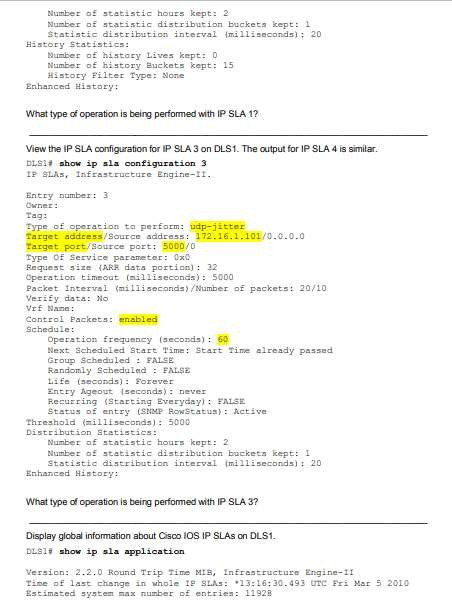 Number of statistic hours kept: 2
Number of statistic distribution buckets kept: 1
Statistic distribution interval (milliseconds): 20
History Statistics:
Number of history Lives kept: 0
Number of history Buckets kept: 15
History Filter Type: None
Enhanced History:
What type of operation is being performed with IP SLA 1?
View the IP SLA configuration for IP SLA 3 on DLS1. The output for IP SLA 4 is similar.
DLS1# show ip sla configuration 3
IP SLAs, Infrastructure Engine-II.
Entry number: 3
Owner:
Tag:
Type of operation to perform: udp-jitter
Target address/Source address: 172.16.1.101/0.0.0.0
Target port/Source port: 5000/0
Type Of Service parameter: 0x0
Request size (ARR data portion): 32
Operation timeout (milliseconds): 5000
Packet Interval (milliseconds)/Number of packets: 20/10
Verify data: No
Vrf Name:
Control Packets: enabled
Schedule:
Operation frequency (seconds): 60
Next Scheduled Start Time: Start Time already passed
Group Scheduled : FALSE
Randomly Scheduled : FALSE
Life (seconds): Forever
Entry Ageout (seconds): never
Recurring (Starting Everyday): FALSE
Status of entry (SNMP RowStatus): Active
Threshold (milliseconds): 5000
Distribution Statistics:
Number of statistic hours kept: 2
Number of statistic distribution buckets kept: 1
Statistic distribution interval (milliseconds): 20
Enhanced History:
What type of operation is being performed with IP SLA 3?
Display global information about Cisco IOS IP SLAs on DLS1.
DLS1# show ip sla application
Version: 2.2.0 Round Trip Time MIB, Infrastructure Engine-II
Time of last change in whole IP SLAs: *13:16:30.493 UTC Fri Mar 5 2010
Estimated system max number of entries: 11928